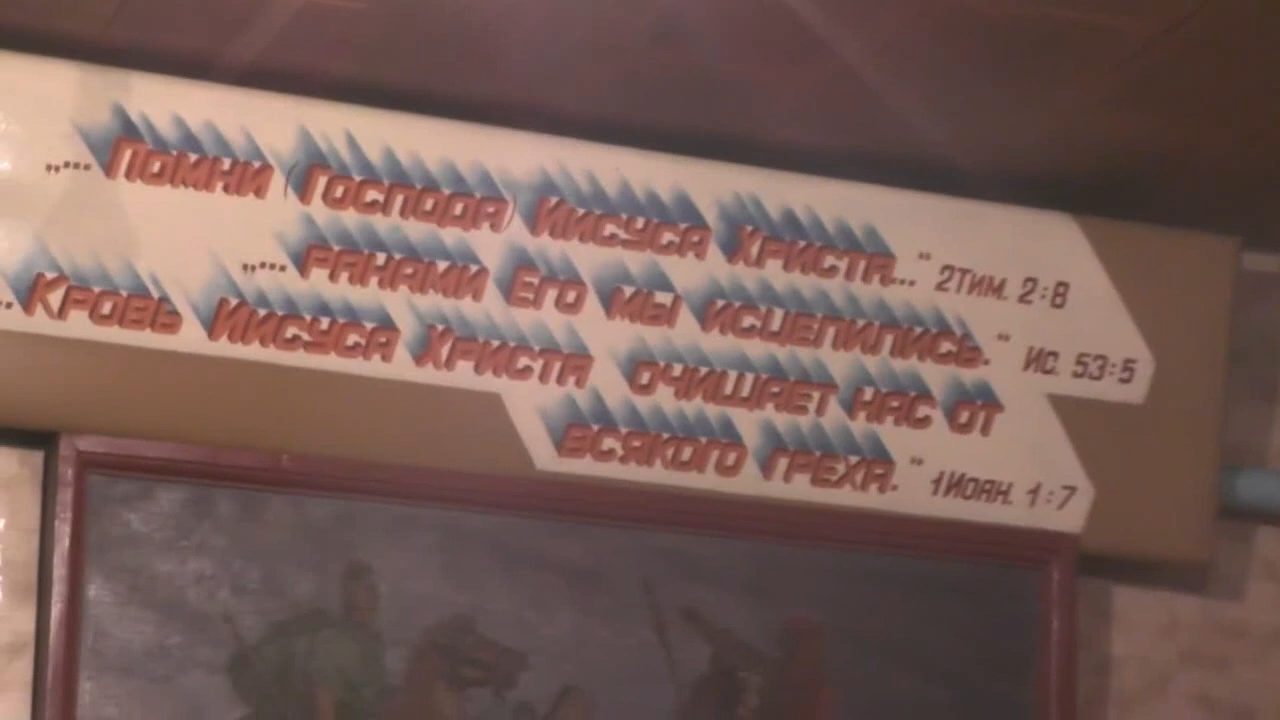 „... Помни (Господа) Иисуса Христа..." 2Тим. 2:8
„... ранами Его мы исцелились." Ис. 53:5
.. Кровь Иисуса Христа очищает нас от
всякого греха." 1Иоан. 1:7